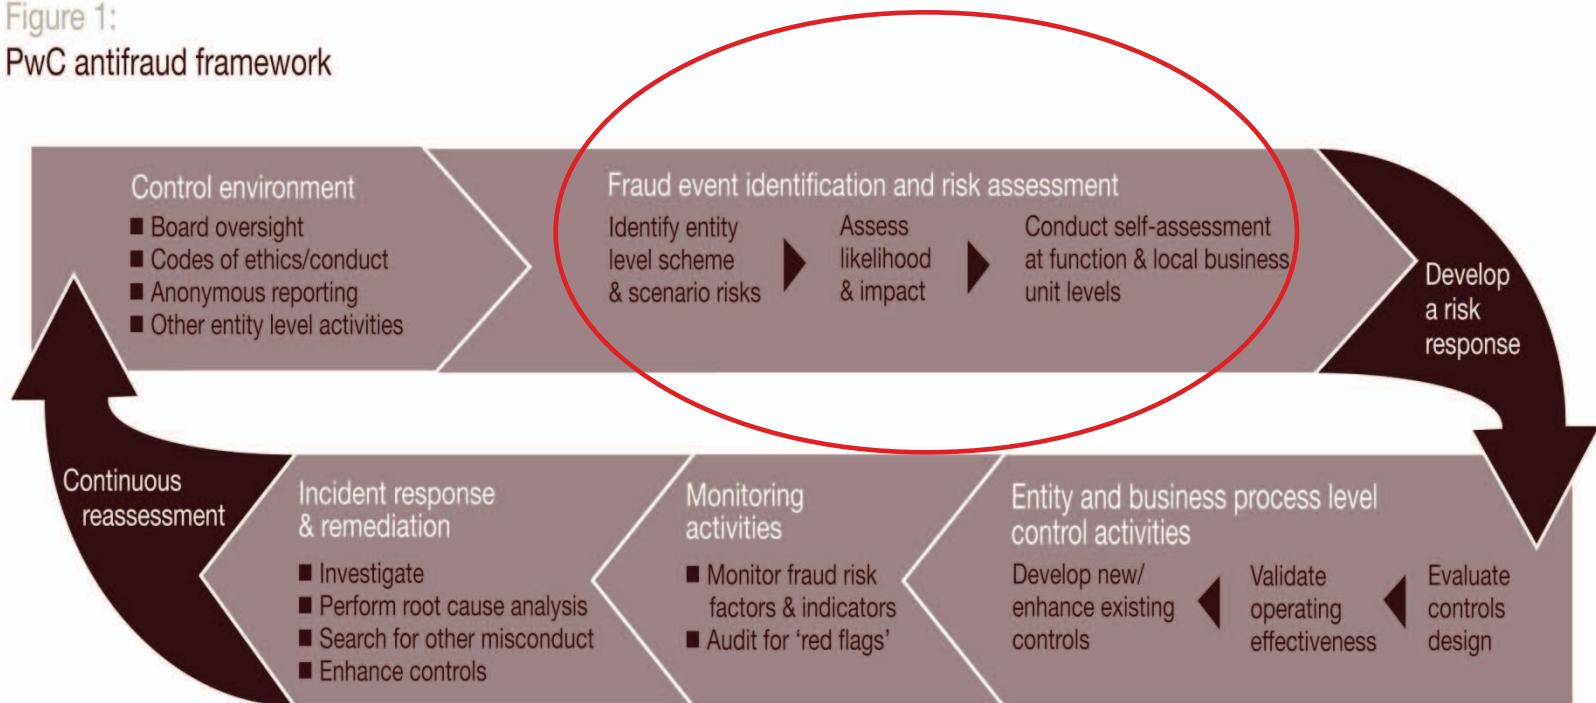 Figure 1:
PwC antifraud framework
Control environment
■ Board oversight
■ Codes of ethics/conduct
■ Anonymous reporting
■ Other entity level activities
Fraud event identification and risk assessment
Identify entity
level scheme
& scenario risks
Assess
likelihood
& impact
Conduct self-assessment
at function & local business
unit levels
Develop
a risk
response
Entity and business process level
control activities
Evaluate
controls
design
Validate
operating
effectiveness
Develop new/
enhance existing
controls
Monitoring
activities
■ Monitor fraud risk
factors & indicators
■ Audit for ‘red flags’
Incident response
& remediation
■ Investigate
■ Perform root cause analysis
■ Search for other misconduct
■ Enhance controls
Continuous
reassessment